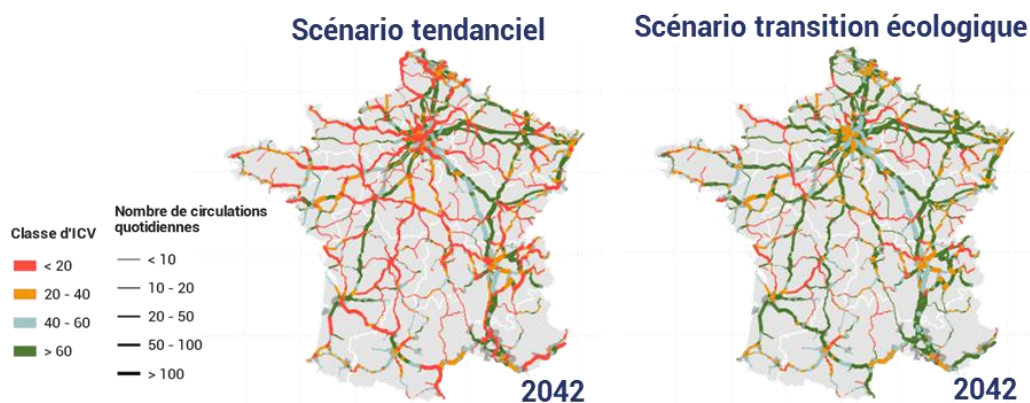 Scénario tendanciel
Scénario transition écologique
Classe d'ICV
< 20
20 - 40
40 - 60
> 60
Nombre de circulations
quotidiennes
< 10
10 - 20
20 - 50
50 - 100
> 100
2042
2042